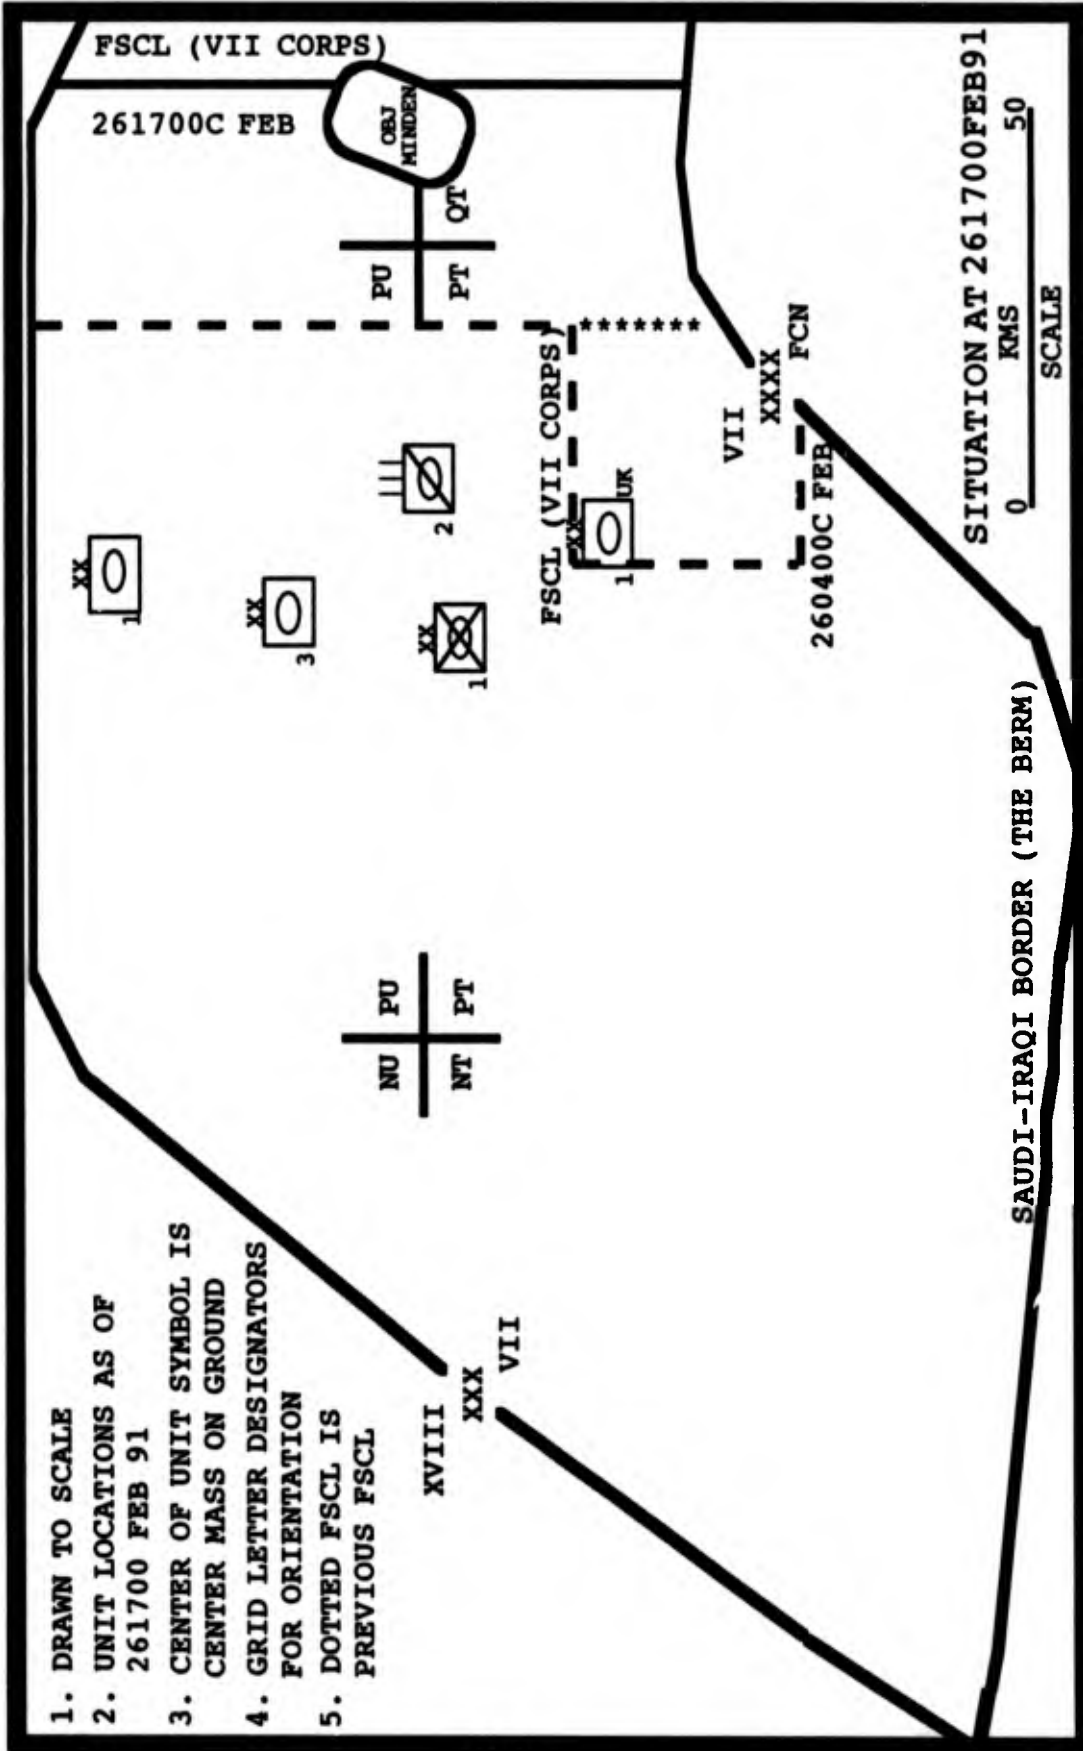 1. DRAWN TO SCALE
2. UNIT LOCATIONS AS OF
261700 FEB 91
3. CENTER OF UNIT SYMBOL IS
CENTER MASS ON GROUND
4. GRID LETTER DESIGNATORS
FOR ORIENTATION
5. DOTTED FSCL IS
PREVIOUS FSCL
XVIII
XXX
VII
NU PU
NT PT
XX
1
XX
3
XX
1
2
FSCL (VII CORPS)
XX
1 UK
260400C FEB
*******
PU
PT QT
OBJ
MINDEN
FSCL (VII CORPS)
261700C FEB
VII
XXXX
FCN
SAUDI-IRAQI BORDER (THE BERM)
SITUATION AT 261700FEB91
0 KMS 50
SCALE